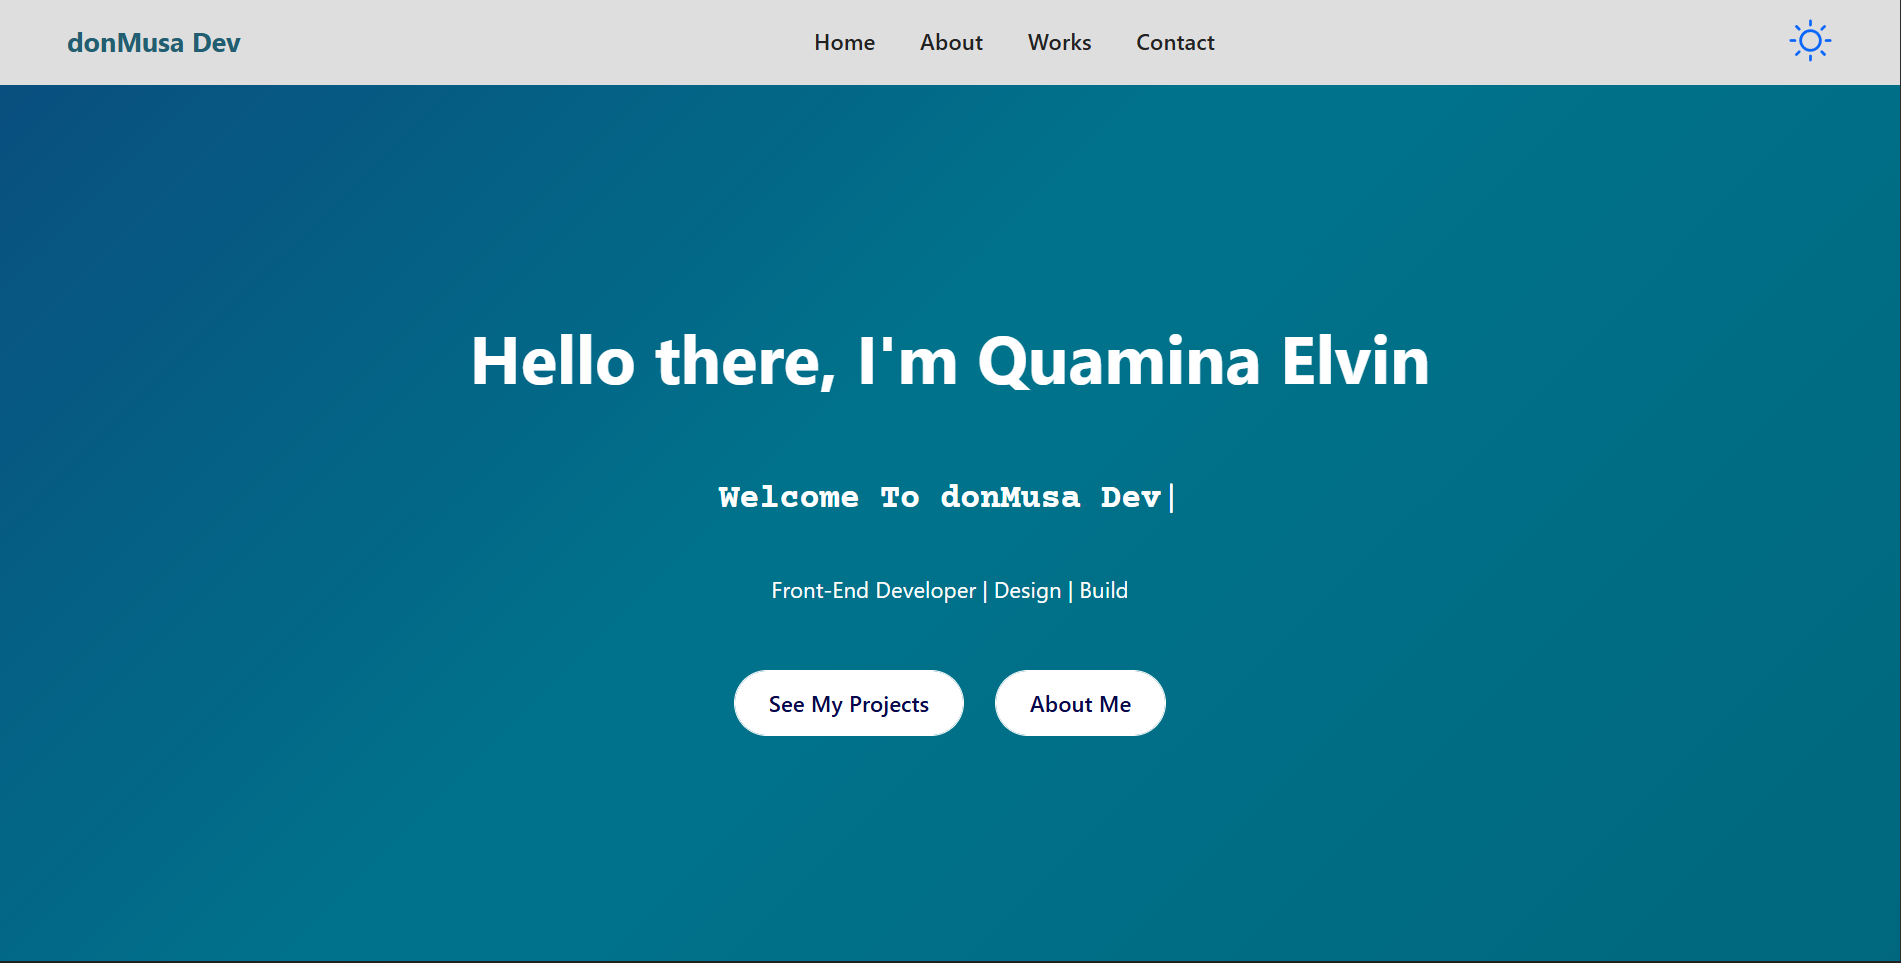 donMusa Dev
Home About Works Contact
Hello there, I'm Quamina Elvin
Welcome To donMusa Dev|
Front-End Developer | Design | Build
See My Projects About Me